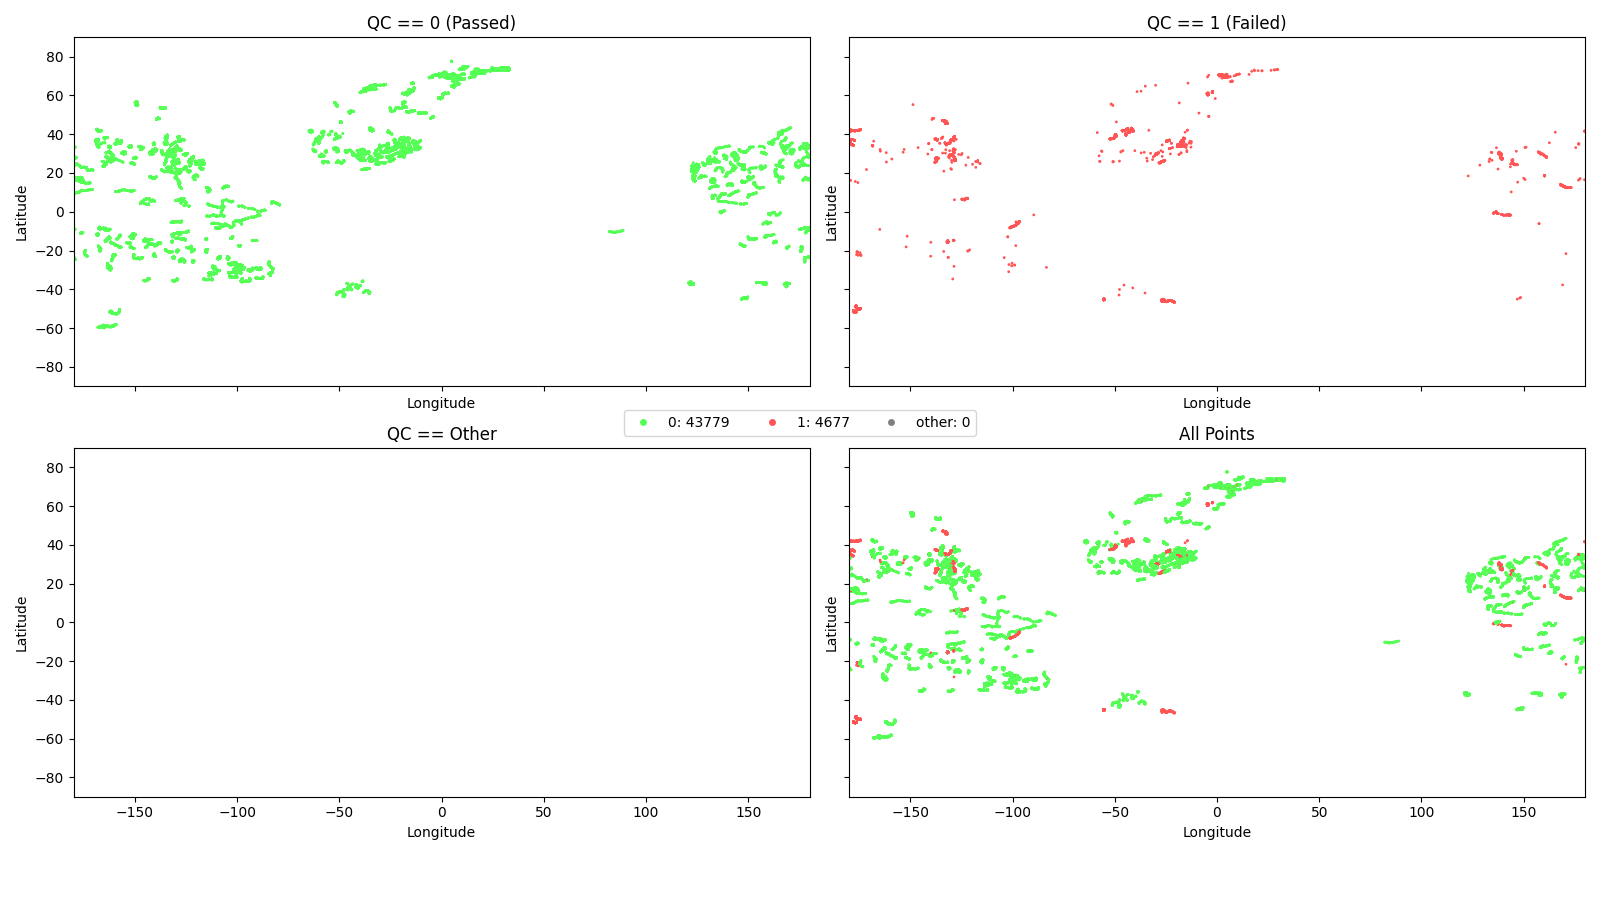 QC == 0 (Passed)
QC == 1 (Failed)
80
60
40
20
0
−20
−40
−60
−80
Latitude
Longitude
Latitude
Longitude
0: 43779 1: 4677 other: 0
QC == Other
All Points
80
60
40
20
0
−20
−40
−60
−80
Latitude
−150 −100 −50 0 50 100 150
Longitude
Latitude
−150 −100 −50 0 50 100 150
Longitude